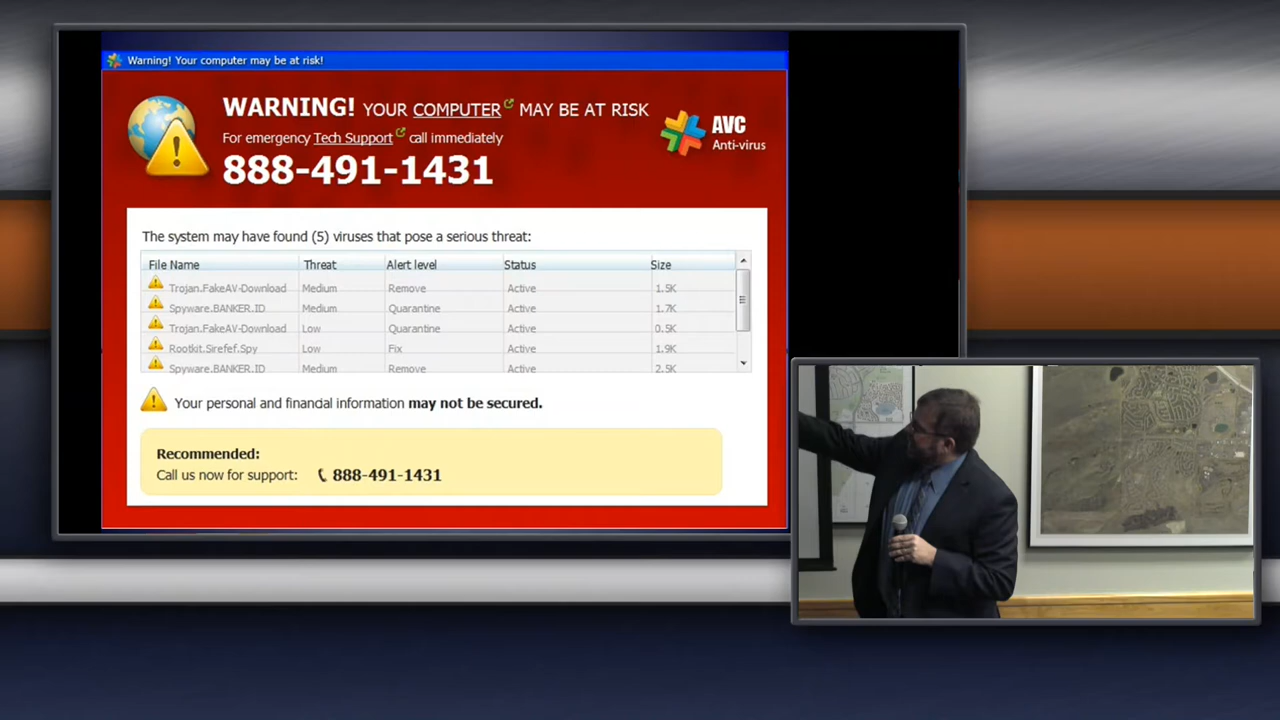 Warning! Your computer may be at risk!
WARNING! YOUR COMPUTER MAY BE AT RISK
For emergency Tech Support call immediately
888-491-1431
AVC
Anti-virus
The system may have found (5) viruses that pose a serious threat:
File Name Threat Alert level Status Size
Trojan.FakeAV-Download Medium Remove Active 1.5K
Spyware.BANKER.ID Medium Quarantine Active 1.7K
Trojan.FakeAV-Download Low Quarantine Active 0.5K
Rootkit.Sirefef.Spy Low Fix Active 1.9K
Spyware.BANKER.ID Medium Remove Active 2.5K
Your personal and financial information may not be secured.
Recommended:
Call us now for support: 888-491-1431